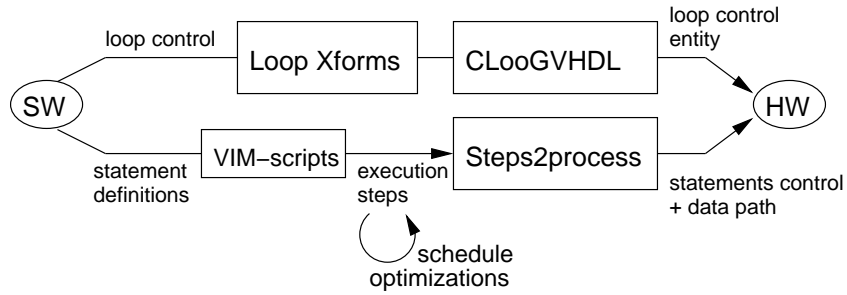 loop control
Loop Xforms
CLooGVHDL
loop control
entity
SW
HW
statement
definitions
VIM–scripts
execution
steps
Steps2process
statements control
+ data path
schedule
optimizations